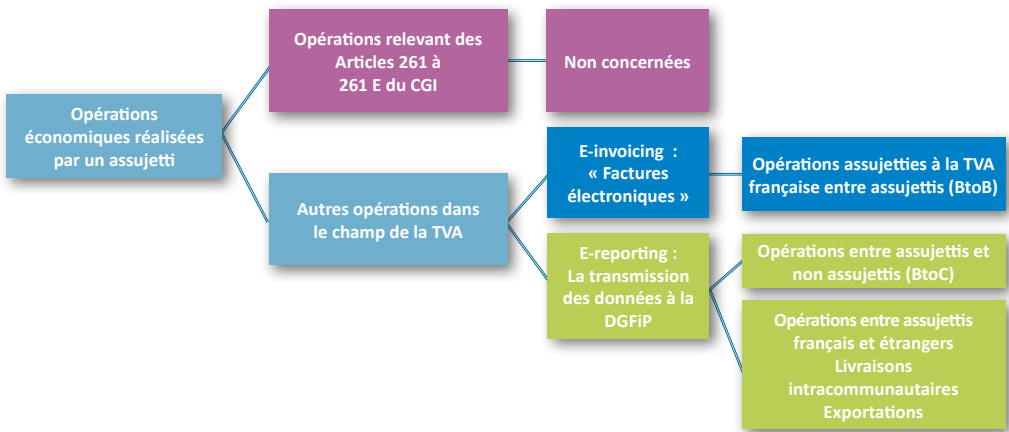 Opérations
économiques réalisées
par un assujetti
Opérations relevant des
Articles 261 à
261 E du CGI
Non concernées
Autres opérations dans
le champ de la TVA
E-invoicing :
« Factures
électroniques »
Opérations assujetties à la TVA
française entre assujettis (BtoB)
E-reporting :
La transmission
des données à la
DGFiP
Opérations entre assujettis et
non assujettis (BtoC)
Opérations entre assujettis
français et étrangers
Livraisons
intracommunautaires
Exportations